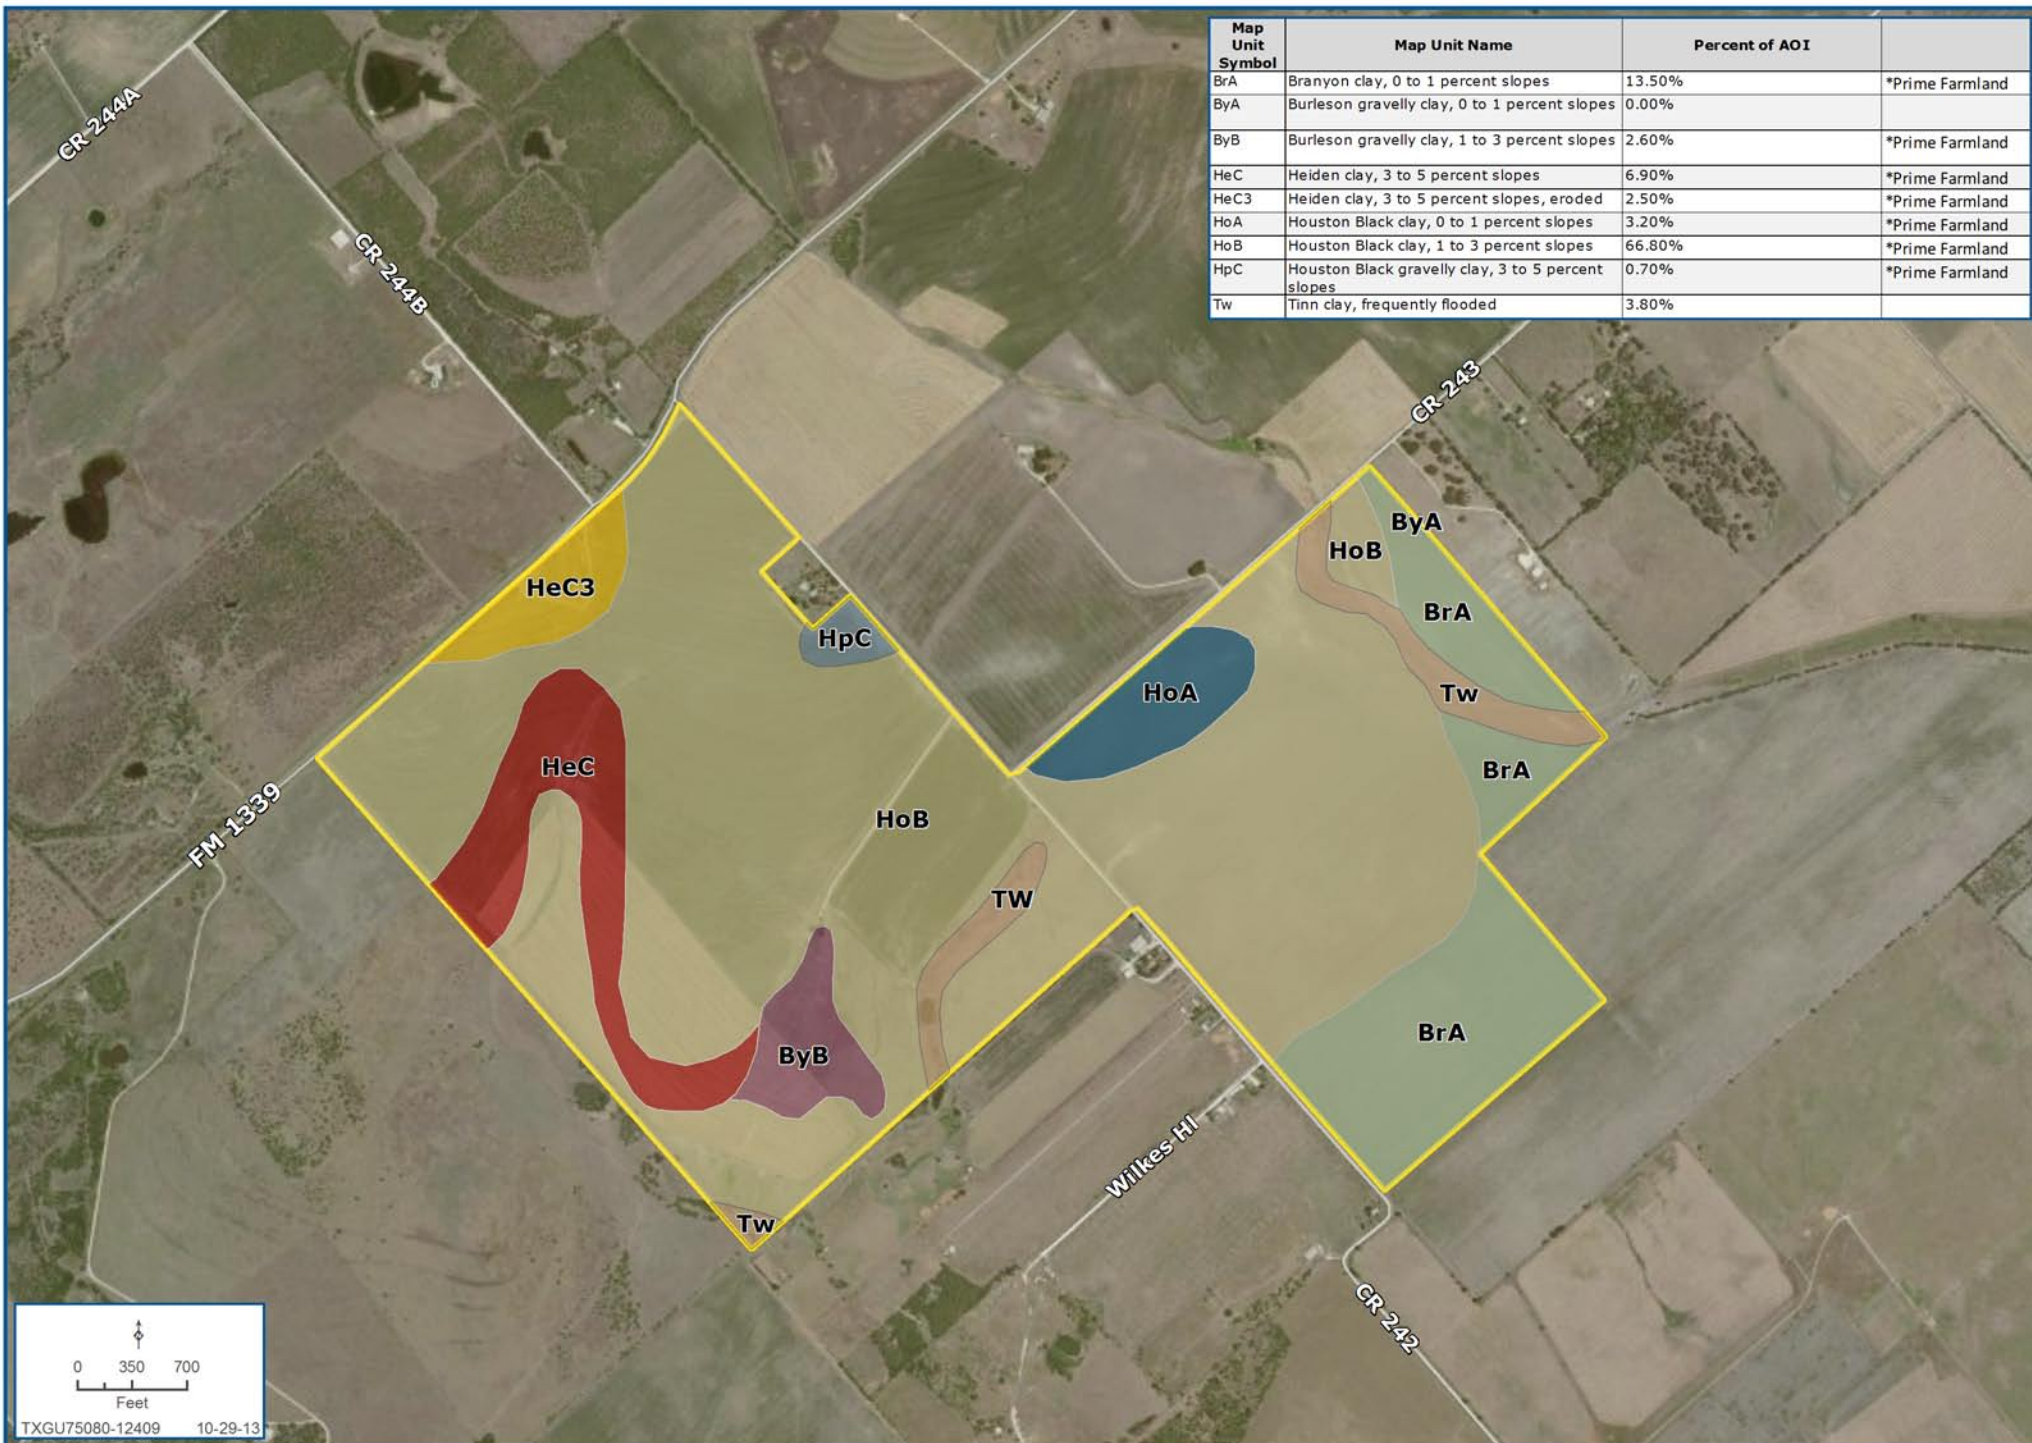 Map Unit Symbol Map Unit Name Percent of AOI
BrA Branyon clay, 0 to 1 percent slopes 13.50% *Prime Farmland
ByA Burleson gravelly clay, 0 to 1 percent slopes 0.00%
ByB Burleson gravelly clay, 1 to 3 percent slopes 2.60% *Prime Farmland
HeC Heiden clay, 3 to 5 percent slopes 6.90% *Prime Farmland
HeC3 Heiden clay, 3 to 5 percent slopes, eroded 2.50% *Prime Farmland
HoA Houston Black clay, 0 to 1 percent slopes 3.20% *Prime Farmland
HoB Houston Black clay, 1 to 3 percent slopes 66.80% *Prime Farmland
HpC Houston Black gravelly clay, 3 to 5 percent slopes 0.70% *Prime Farmland
Tw Tinn clay, frequently flooded 3.80%
CR 244A
CR 244B
CR 243
ByA
HoB
HeC3
BrA
HpC
HoA
Tw
HeC
BrA
HoB
FM 1339
TW
BrA
ByB
Wilkes Hl
Tw
CR 242
0 350 700
Feet
TXGU75080-12409 10-29-13